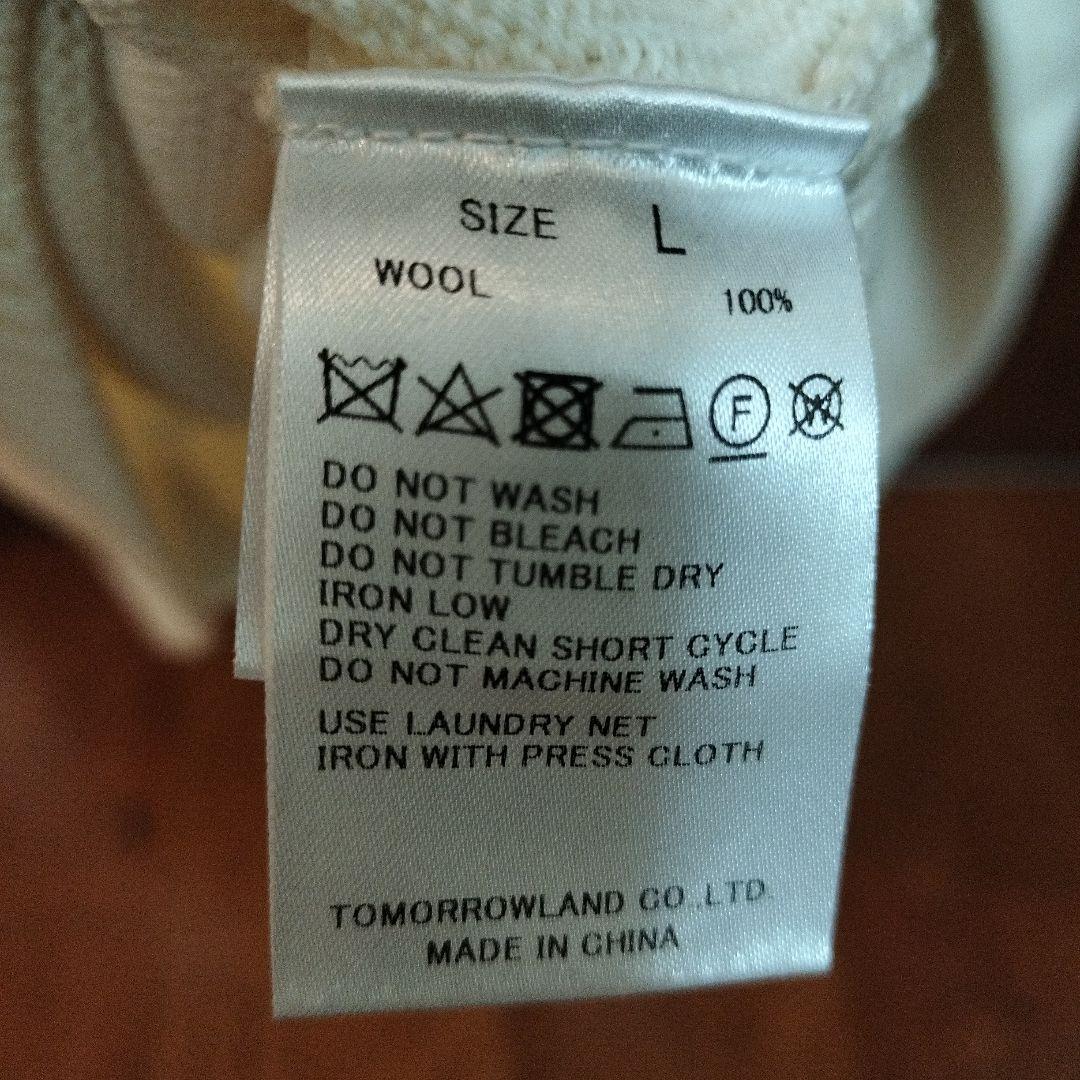 SIZE L
WOOL 100%
F W
DO NOT WASH
DO NOT BLEACH
DO NOT TUMBLE DRY
IRON LOW
DRY CLEAN SHORT CYCLE
DO NOT MACHINE WASH
USE LAUNDRY NET
IRON WITH PRESS CLOTH
TOMORROWLAND CO.,LTD.
MADE IN CHINA